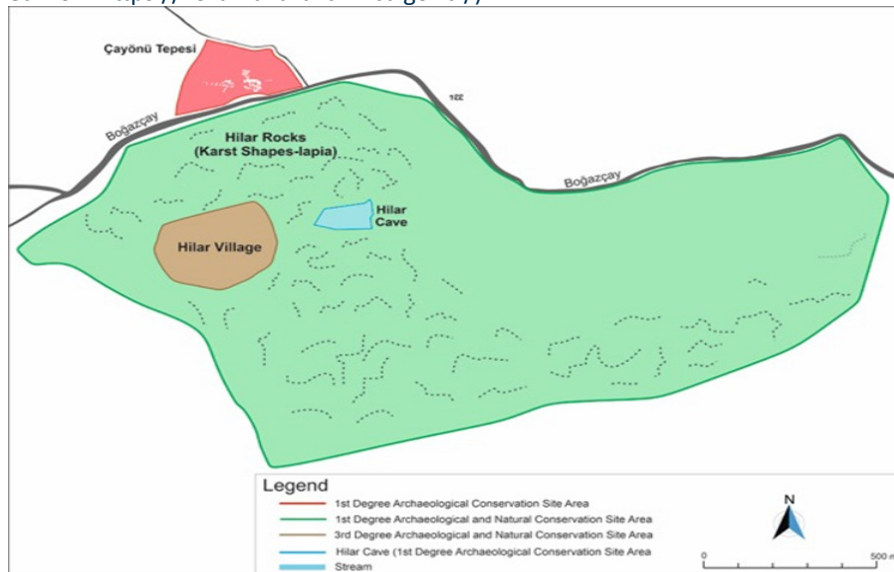 Çayönü Tepesi
Boğazçay
Hilar Rocks
(Karst Shapes-lapia)
Boğazçay
Hilar
Cave
Hilar Village
Legend
1st Degree Archaeological Conservation Site Area
1st Degree Archaeological and Natural Conservation Site Area
3rd Degree Archaeological and Natural Conservation Site Area
Hilar Cave (1st Degree Archaeological Conservation Site Area
Stream
N
0
500 m